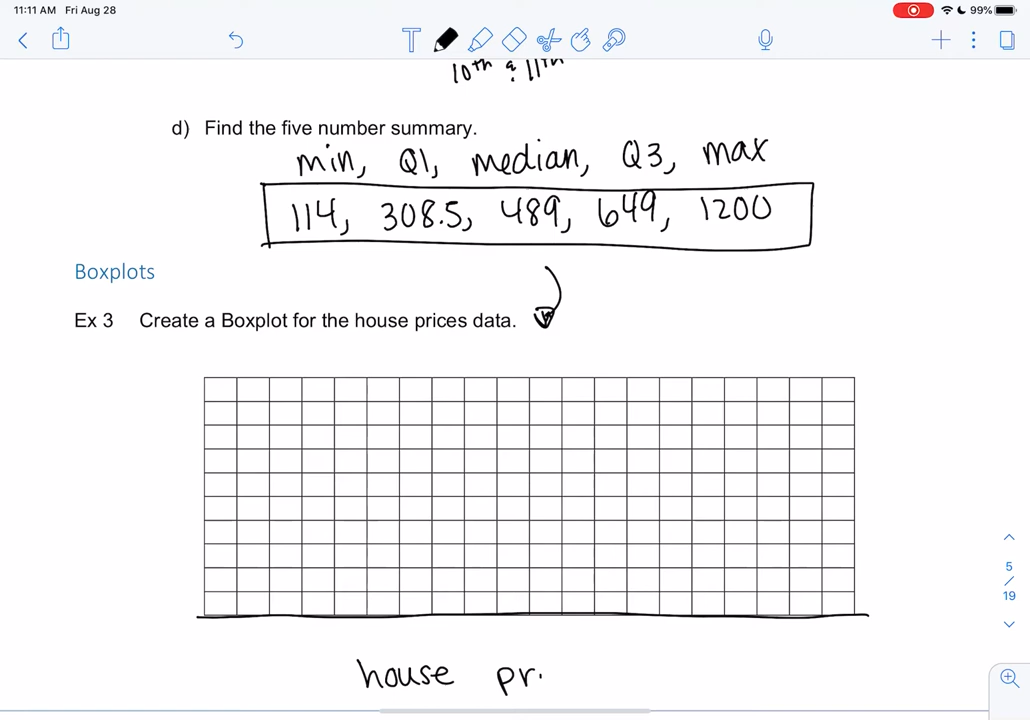 11:11 AM Fri Aug 28
99%
10th & 11th
d) Find the five number summary.
min, Q1, median, Q3, max
114, 308.5, 489, 649, 1200
Boxplots
Ex 3 Create a Boxplot for the house prices data.
5
/
19
house pr.